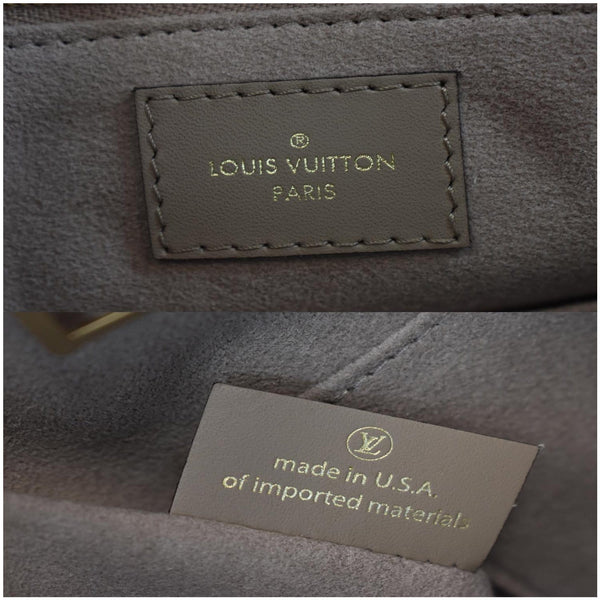 ®
LOUIS VUITTON
PARIS
LV
made in U.S.A.
of imported materials